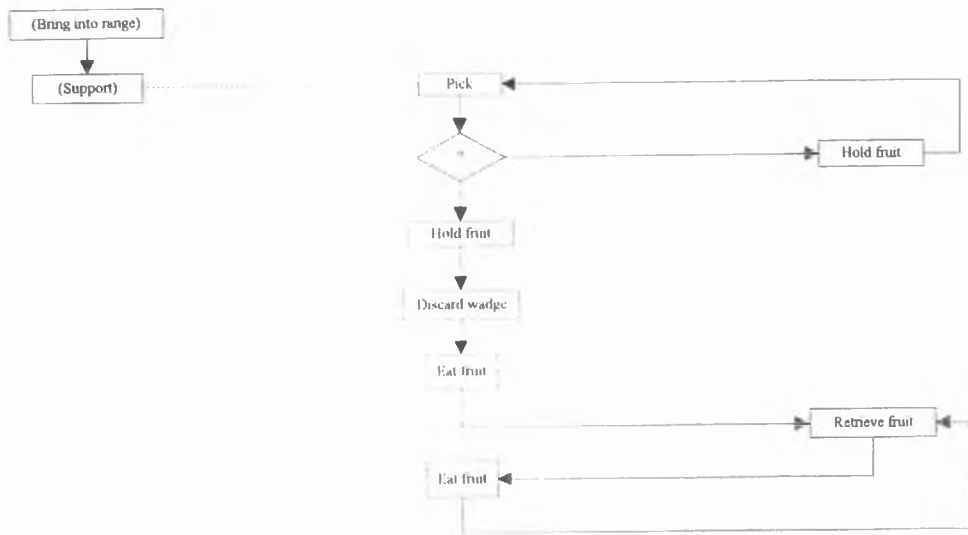 (Bring into range)
(Support)
Pick
Hold fruit
Hold fruit
Discard wadge
Eat fruit
Retrieve fruit
Eat fruit